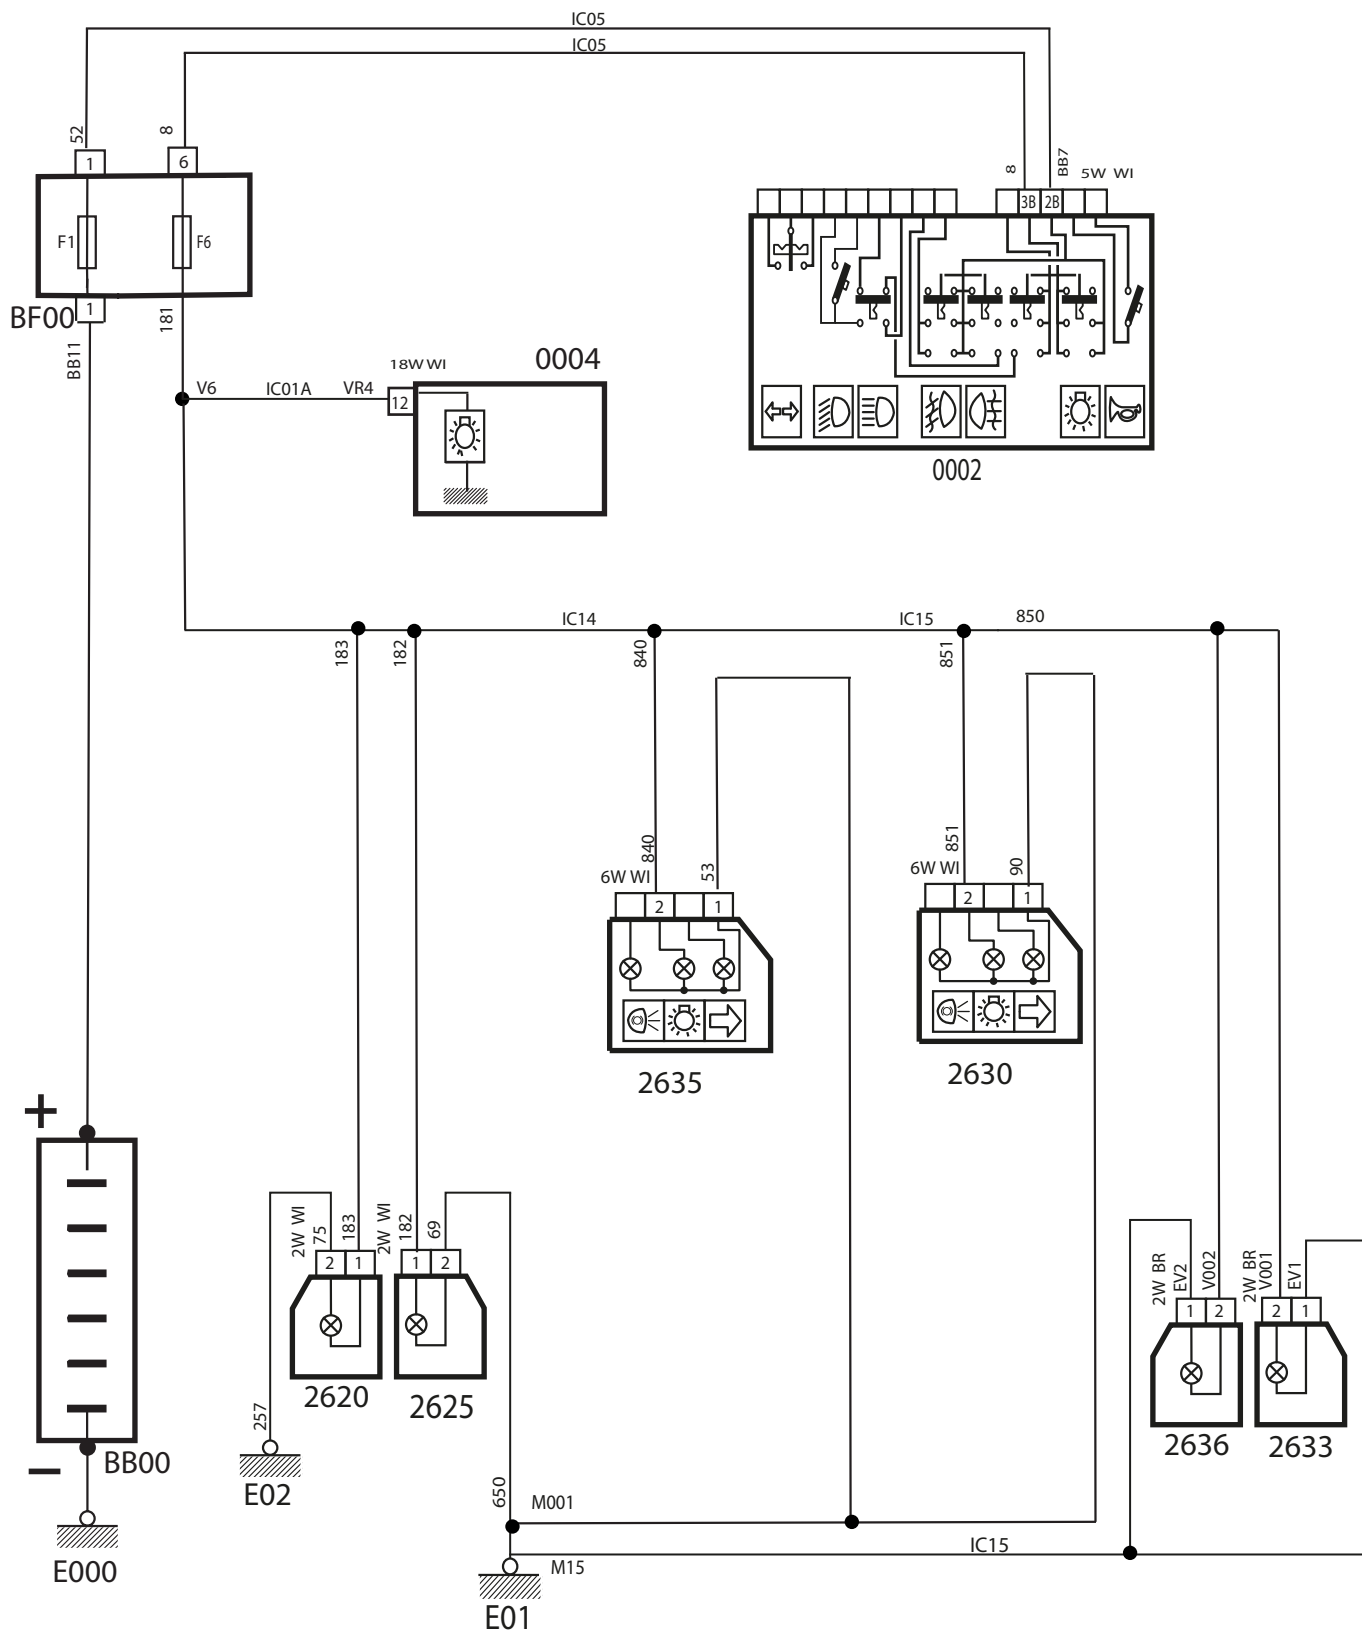 IC05
IC05
52
8
8
BB7
5W WI
1
6
3B
2B
F1
F6
1
BF00
181
BB11
18W WI
0004
V6
IC01A
VR4
12
0002
183
182
IC14
840
IC15
851
850
840
53
6W WI
2
1
851
90
6W WI
2
1
2635
2630
+
2W WI
75
183
2W WI
182
69
2
1
1
2
2W BR
EV2
V002
2W BR
V001
EV1
1
2
2
1
2620
2625
257
2636
2633
BB00
−
E02
650
M001
IC15
E000
M15
E01